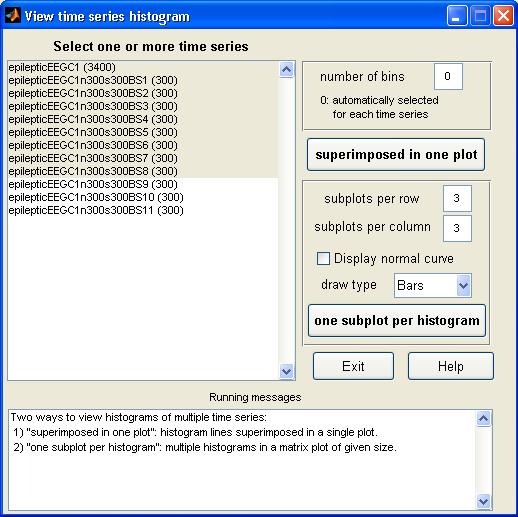 View time series histogram
Select one or more time series
epilepticEEGC1 (3400)
epilepticEEGC1n300s300BS1 (300)
epilepticEEGC1n300s300BS2 (300)
epilepticEEGC1n300s300BS3 (300)
epilepticEEGC1n300s300BS4 (300)
epilepticEEGC1n300s300BS5 (300)
epilepticEEGC1n300s300BS6 (300)
epilepticEEGC1n300s300BS7 (300)
epilepticEEGC1n300s300BS8 (300)
epilepticEEGC1n300s300BS9 (300)
epilepticEEGC1n300s300BS10 (300)
epilepticEEGC1n300s300BS11 (300)
number of bins 0
0: automatically selected
for each time series
superimposed in one plot
subplots per row 3
subplots per column 3
Display normal curve
draw type Bars
one subplot per histogram
Exit Help
Running messages
Two ways to view histograms of multiple time series:
1) "superimposed in one plot": histogram lines superimposed in a single plot.
2) "one subplot per histogram": multiple histograms in a matrix plot of given size.